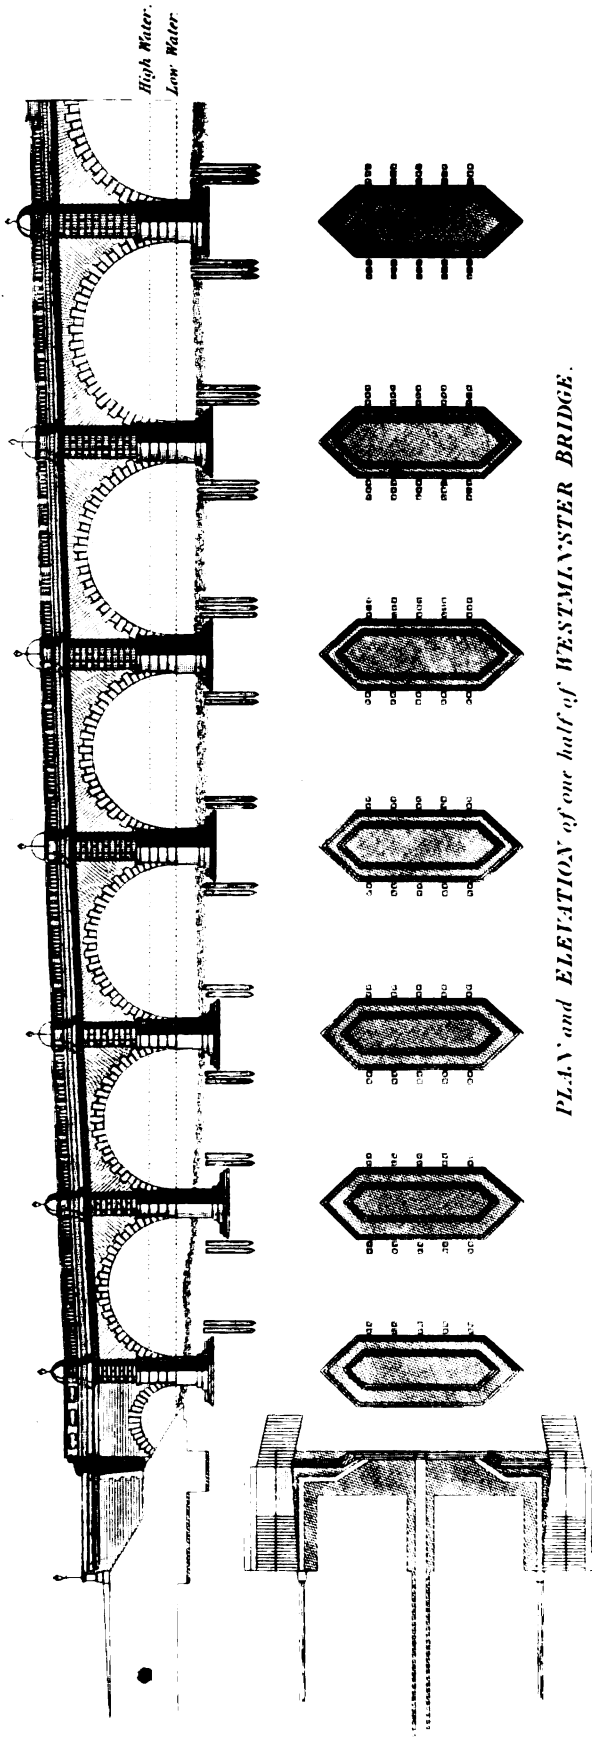 High Water.
Low Water.
PLAN and ELEVATION of one half of WESTMINSTER BRIDGE.